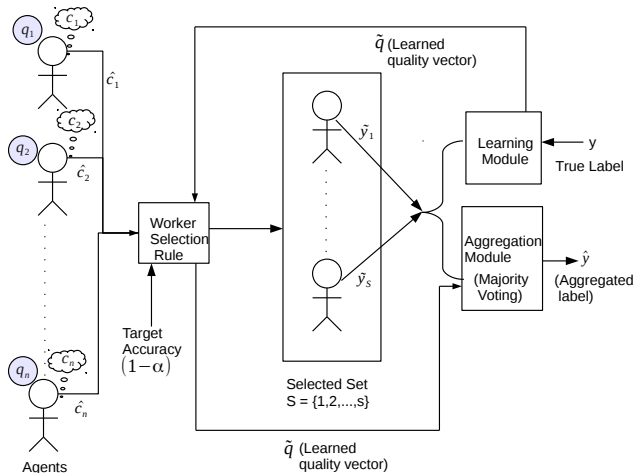 q₁
c₁
ĉ₁
q₂
c₂
ĉ₂
qₙ
cₙ
ĉₙ
Agents
Worker
Selection
Rule
Target
Accuracy
(1−α)
q̃ (Learned
quality vector)
ỹ₁
ỹ_S
Selected Set
S = {1,2,...,s}
Learning
Module
y
True Label
Aggregation
Module
(Majority
Voting)
ŷ
(Aggregated
label)
q̃ (Learned
quality vector)